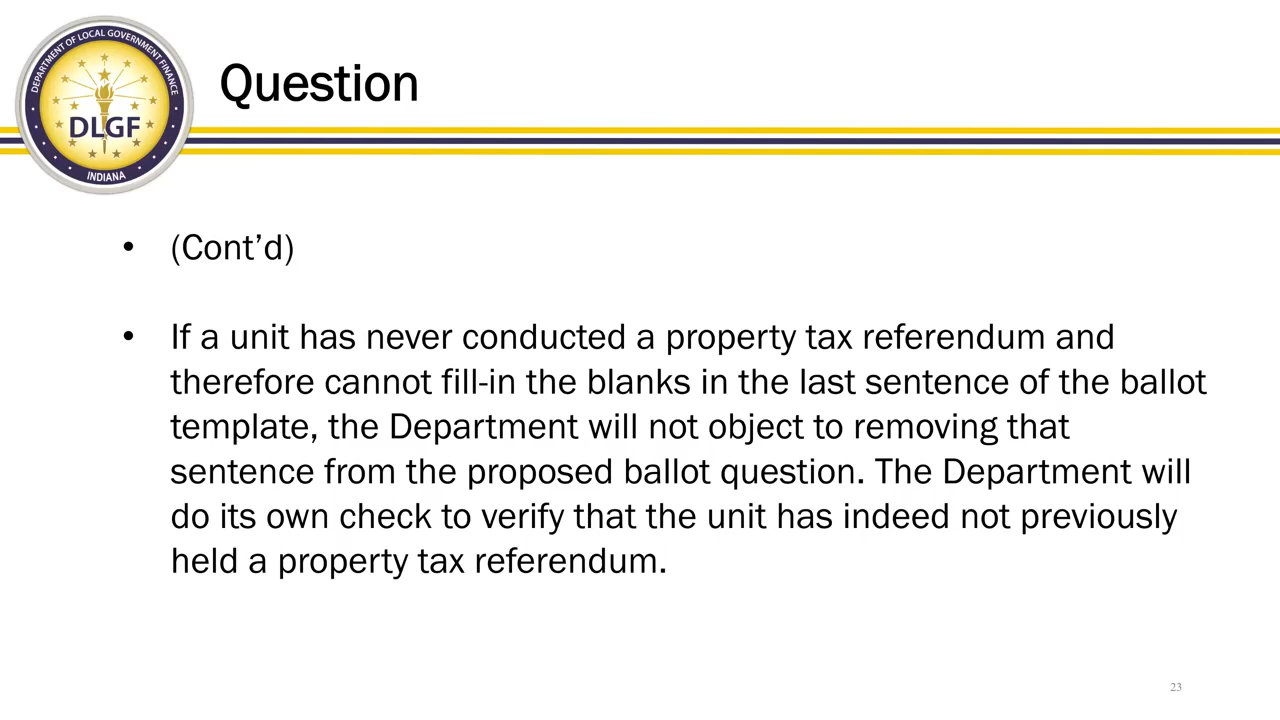 DEPARTMENT OF LOCAL GOVERNMENT FINANCE
DLGF
INDIANA
Question
• (Cont’d)
• If a unit has never conducted a property tax referendum and
therefore cannot fill-in the blanks in the last sentence of the ballot
template, the Department will not object to removing that
sentence from the proposed ballot question. The Department will
do its own check to verify that the unit has indeed not previously
held a property tax referendum.
23